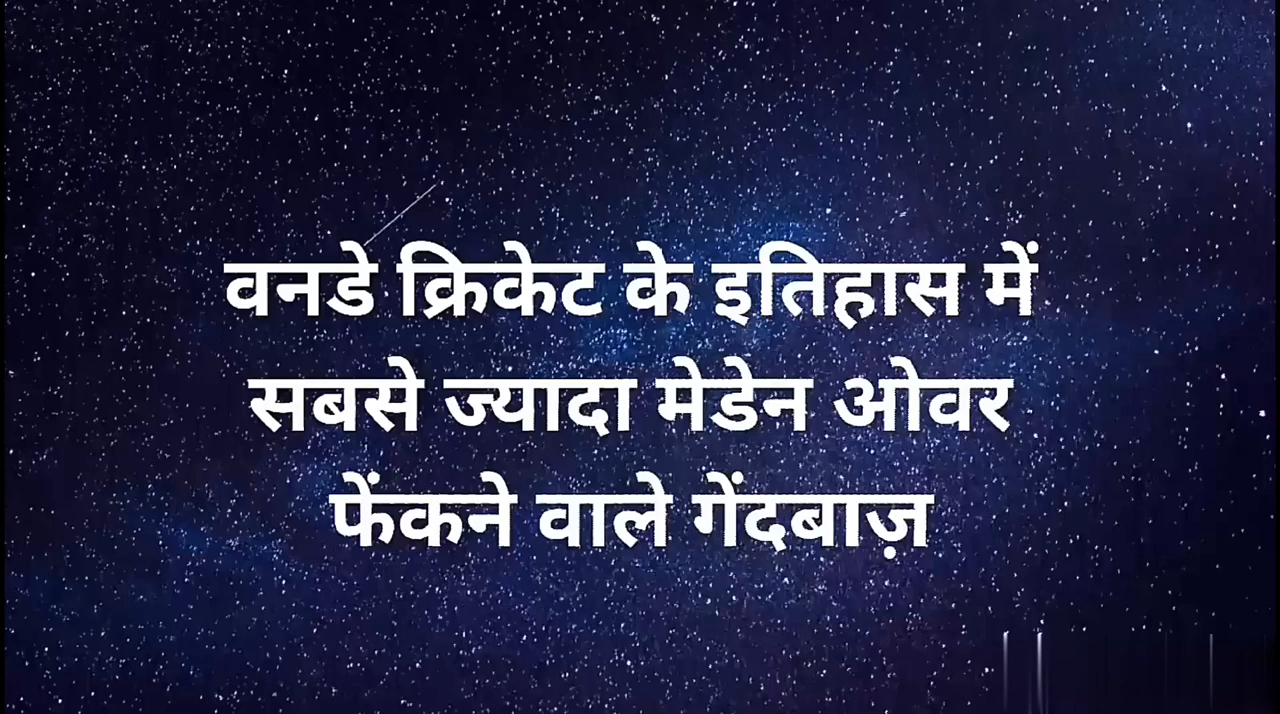 वनडे क्रिकेट के इतिहास में
सबसे ज्यादा मेडेन ओवर
फेंकने वाले गेंदबाज़